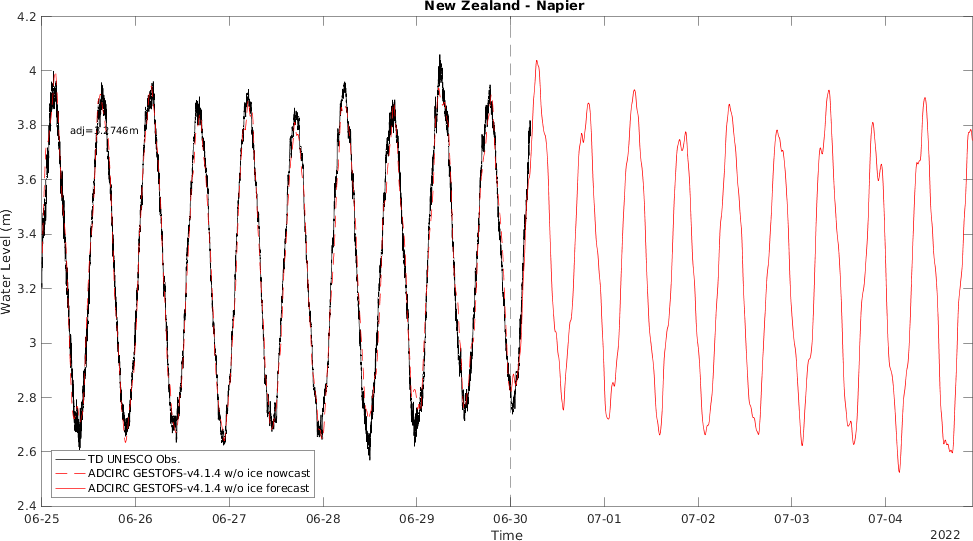 New Zealand - Napier
Water Level (m)
4.2
4
3.8
3.6
3.4
3.2
3
2.8
2.6
2.4
adj=3.2746m
TD UNESCO Obs.
ADCIRC GESTOFS-v4.1.4 w/o ice nowcast
ADCIRC GESTOFS-v4.1.4 w/o ice forecast
06-25 06-26 06-27 06-28 06-29 06-30 07-01 07-02 07-03 07-04
Time
2022